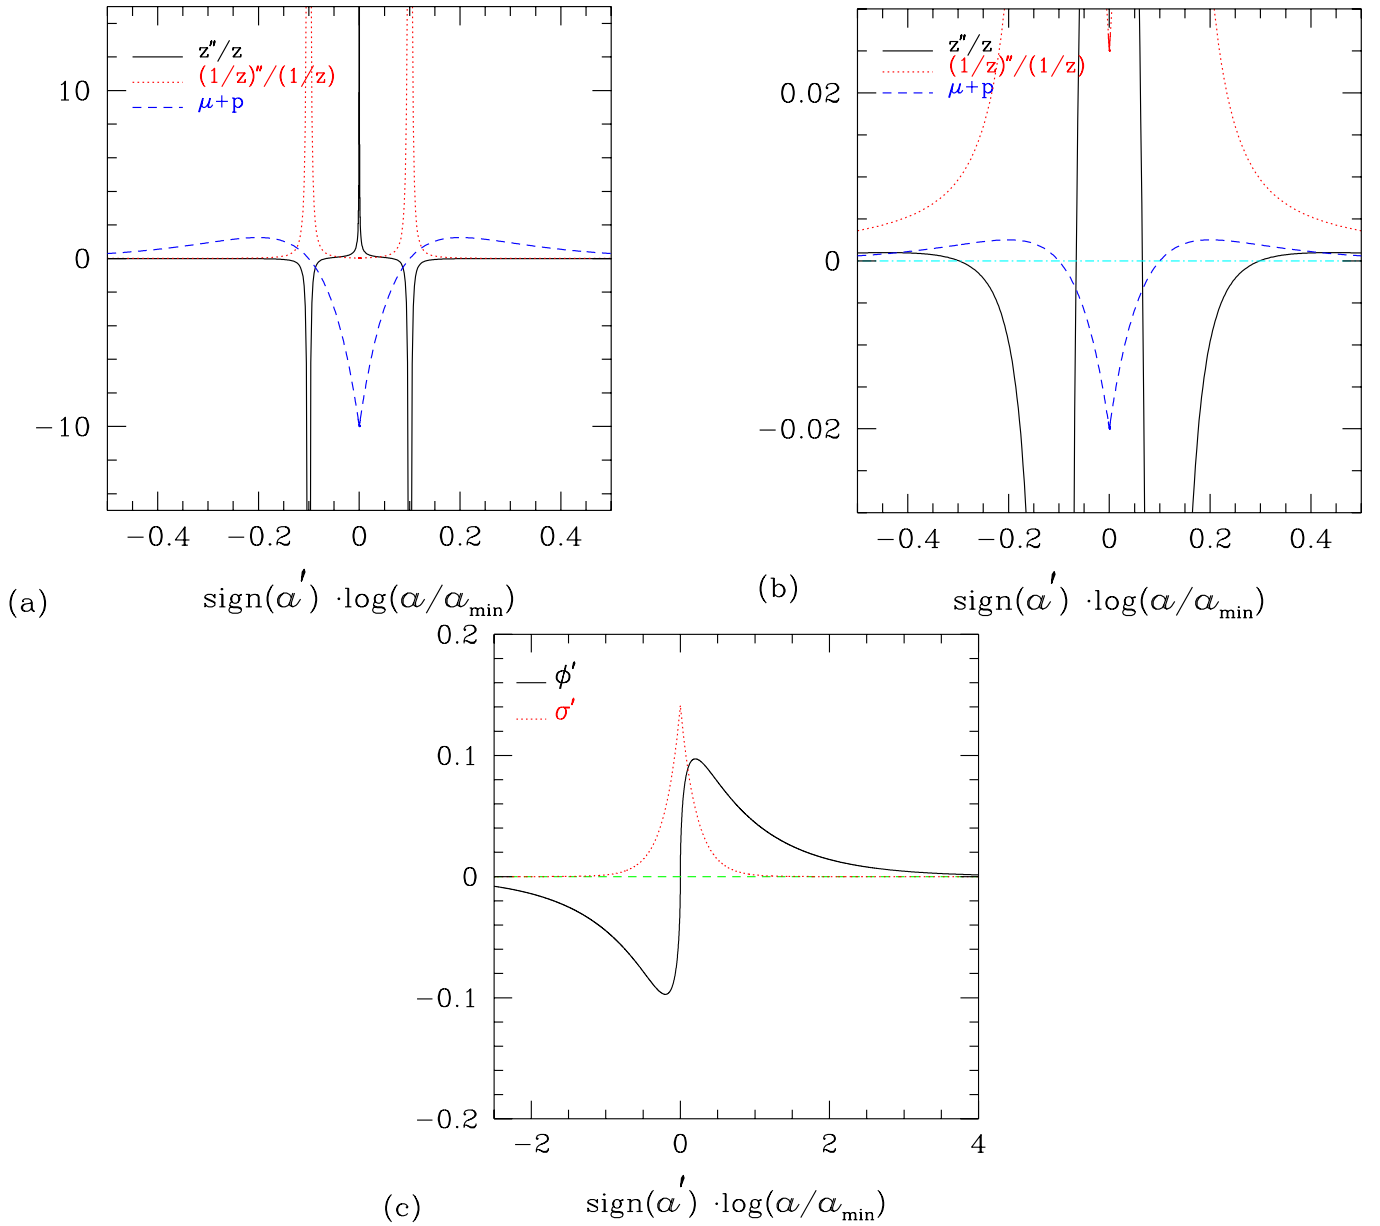 z″/z
(1/z)″/(1/z)
μ+p
10
0
−10
−0.4 −0.2 0 0.2 0.4
sign(a′) ·log(a/a_min)
(a)
z″/z
(1/z)″/(1/z)
μ+p
0.02
0
−0.02
−0.4 −0.2 0 0.2 0.4
sign(a′) ·log(a/a_min)
(b)
0.2
ϕ′
σ′
0.1
0
−0.1
−0.2
−2 0 2 4
sign(a′) ·log(a/a_min)
(c)